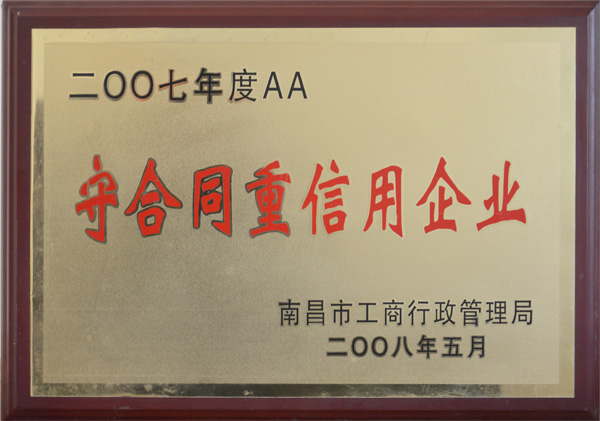 二〇〇七年度AA
守合同重信用企业
南昌市工商行政管理局
二〇〇八年五月